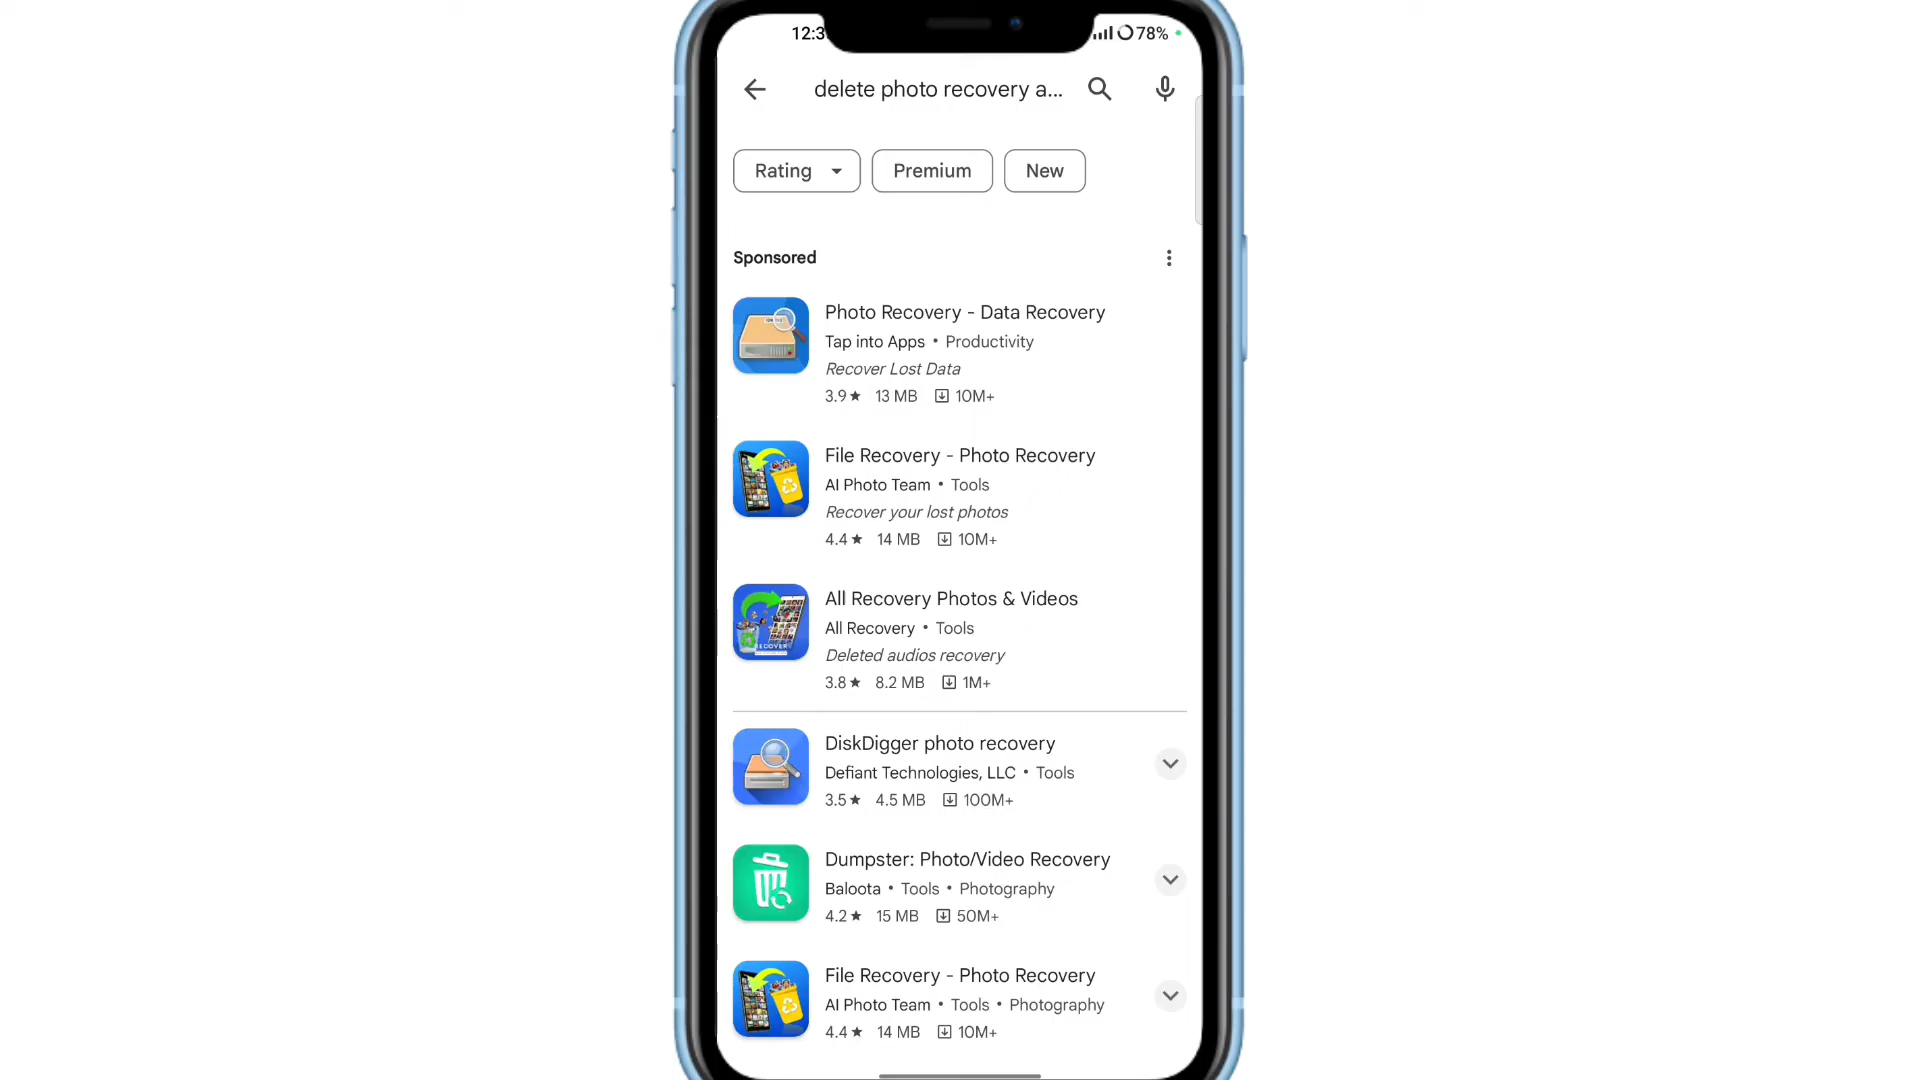 12:3
78%
delete photo recovery a...
Rating
Premium
New
Sponsored
Photo Recovery - Data Recovery
Tap into Apps • Productivity
Recover Lost Data
3.9★ 13 MB 10M+
File Recovery - Photo Recovery
AI Photo Team • Tools
Recover your lost photos
4.4★ 14 MB 10M+
All Recovery Photos & Videos
All Recovery • Tools
Deleted audios recovery
3.8★ 8.2 MB 1M+
DiskDigger photo recovery
Defiant Technologies, LLC • Tools
3.5★ 4.5 MB 100M+
Dumpster: Photo/Video Recovery
Baloota • Tools • Photography
4.2★ 15 MB 50M+
File Recovery - Photo Recovery
AI Photo Team • Tools • Photography
4.4★ 14 MB 10M+